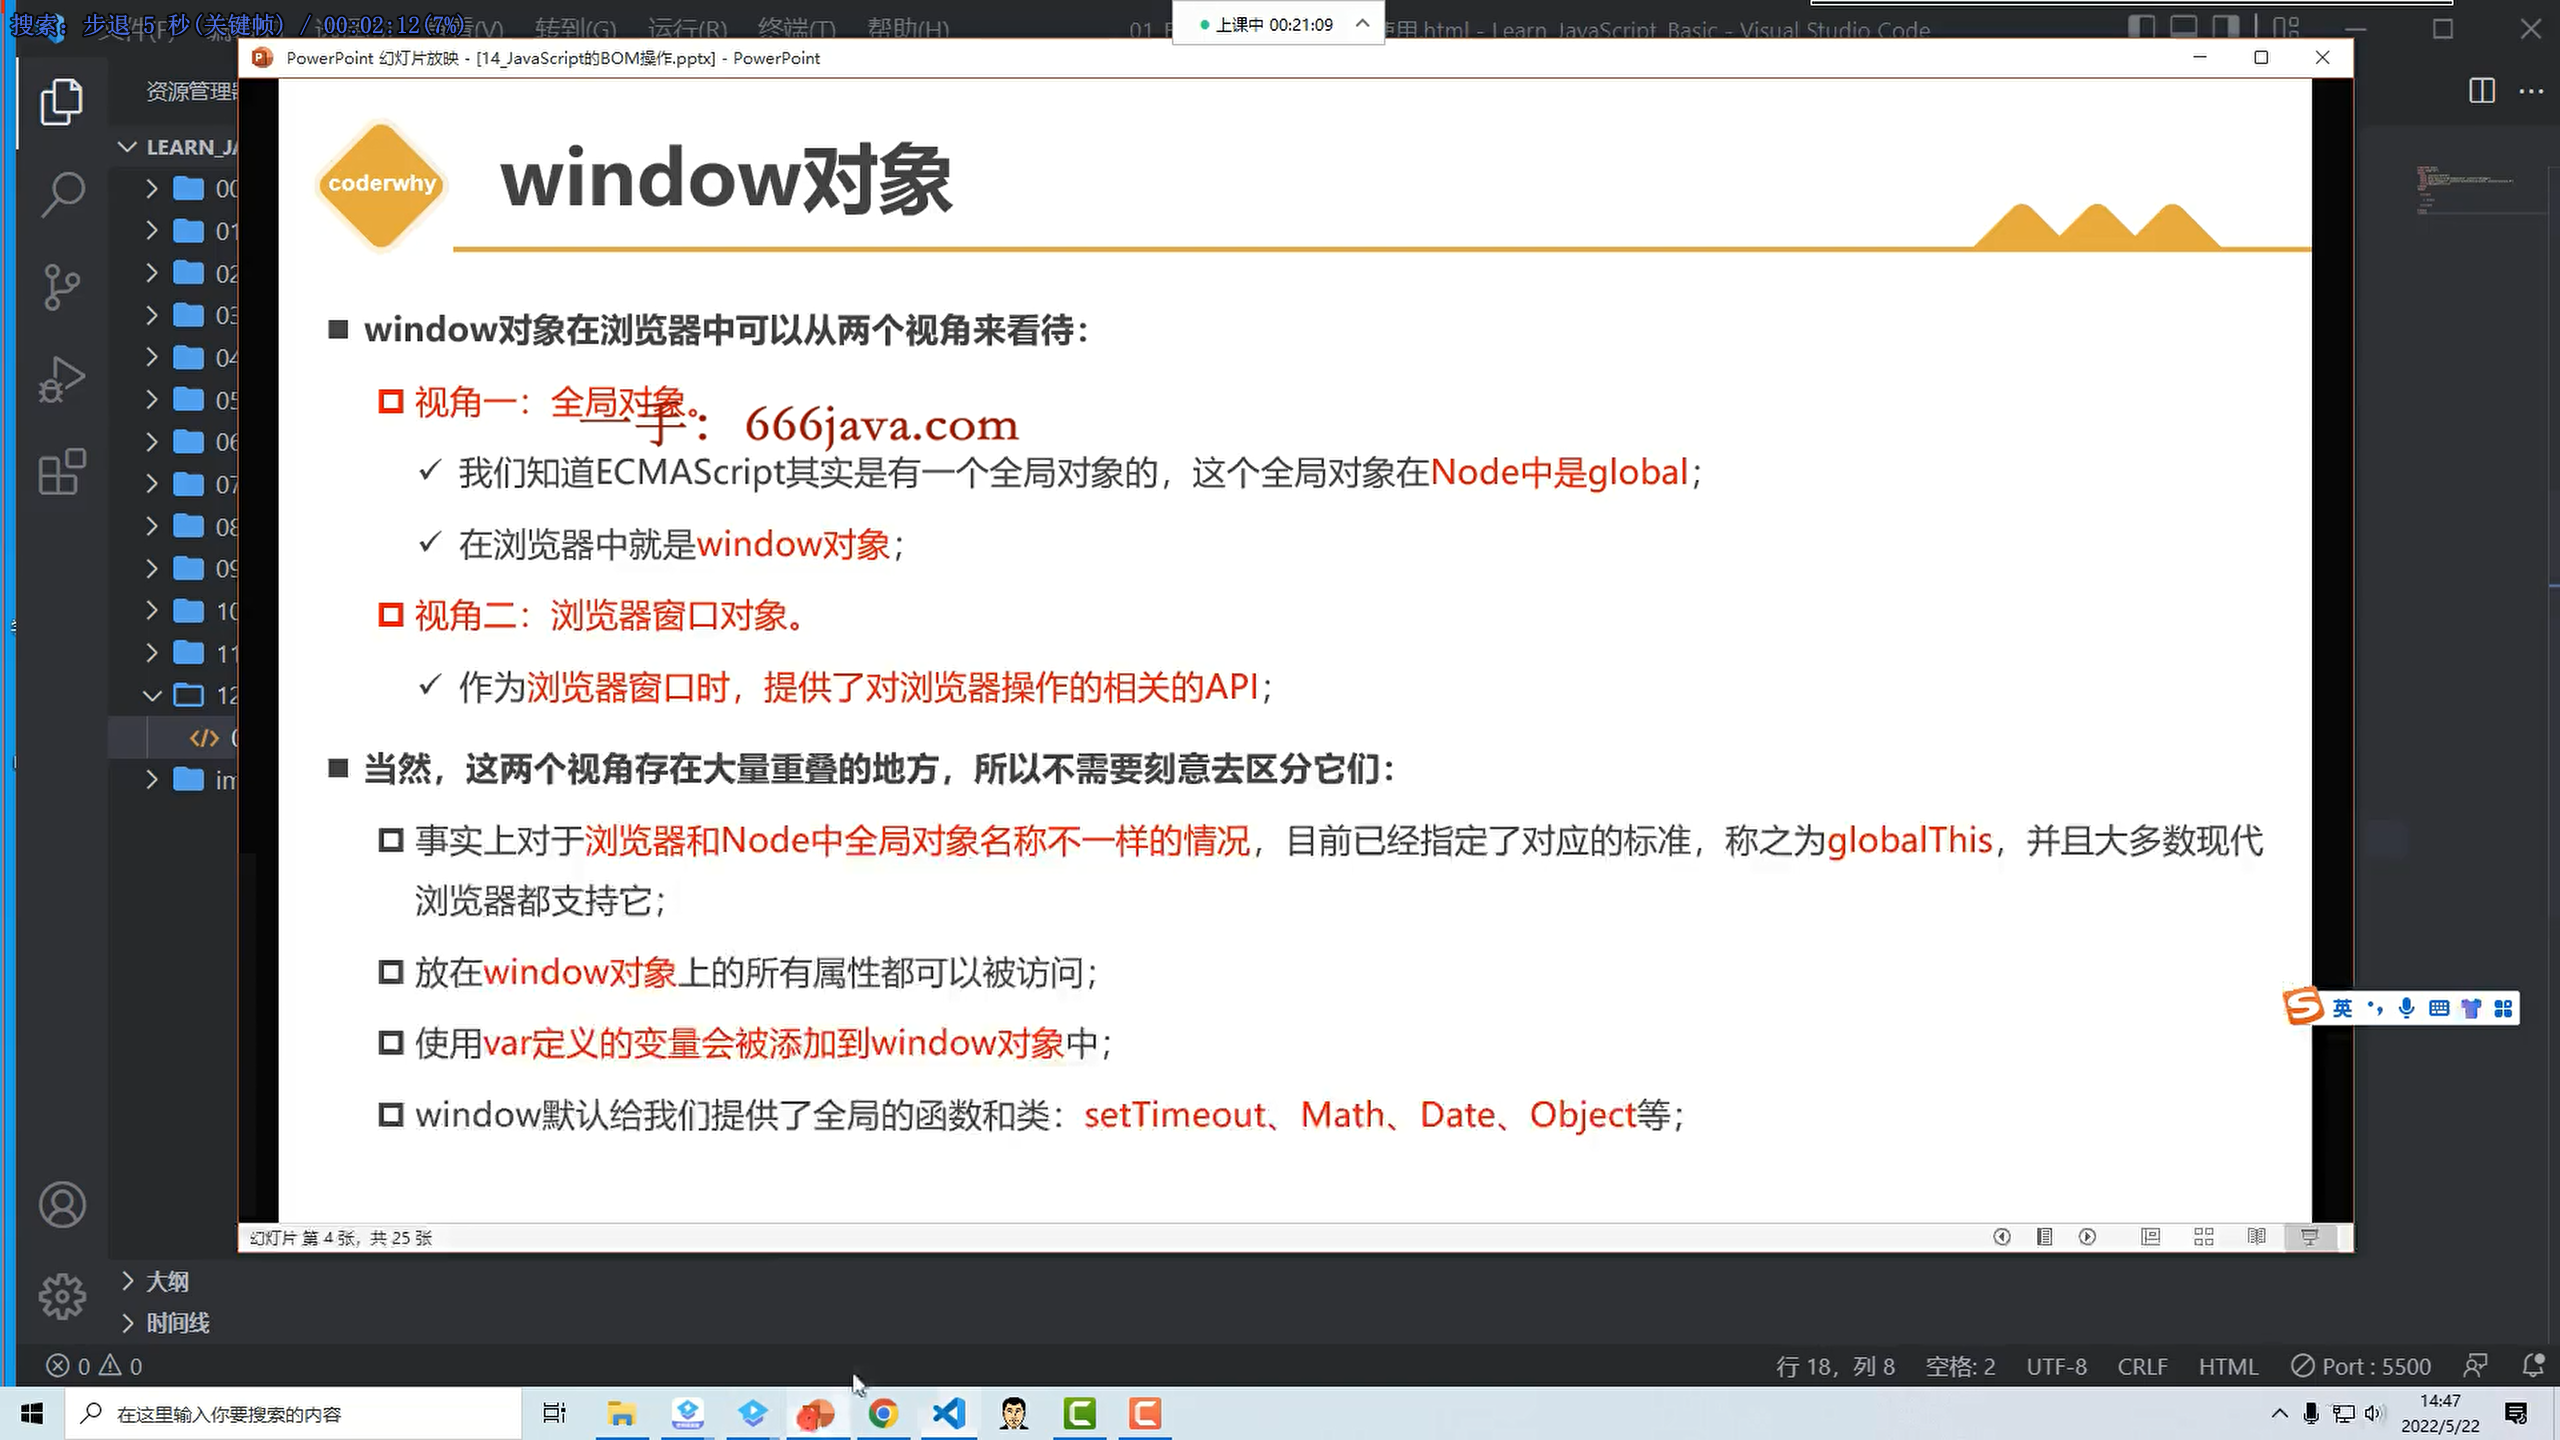 搜索: 步退 5 秒(关键帧) / 00:02:12(7%)
转到(G) 运行(R) 终端(T) 帮助(H)
上课中 00:21:09
使用.html - Learn_JavaScript_Basic - Visual Studio Code
PowerPoint 幻灯片放映 - [14_JavaScript的BOM操作.pptx] - PowerPoint
资源管理器
LEARN_JA
00
01
02
03
04
05
06
07
08
09
10
11
12
im
coderwhy
window对象
window对象在浏览器中可以从两个视角来看待：
视角一：全局对象。
一手：666java.com
我们知道ECMAScript其实是有一个全局对象的，这个全局对象在Node中是global；
在浏览器中就是window对象；
视角二：浏览器窗口对象。
作为浏览器窗口时，提供了对浏览器操作的相关的API；
当然，这两个视角存在大量重叠的地方，所以不需要刻意去区分它们：
事实上对于浏览器和Node中全局对象名称不一样的情况，目前已经指定了对应的标准，称之为globalThis，并且大多数现代
浏览器都支持它；
放在window对象上的所有属性都可以被访问；
使用var定义的变量会被添加到window对象中；
window默认给我们提供了全局的函数和类：setTimeout、Math、Date、Object等；
英
幻灯片 第 4 张，共 25 张
大纲
时间线
0 0
行 18，列 8 空格: 2 UTF-8 CRLF HTML Port : 5500
在这里输入你要搜索的内容
14:47
2022/5/22